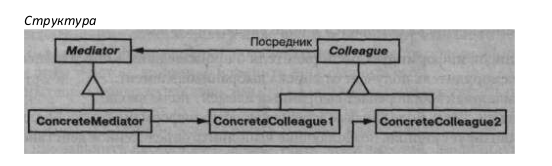 Структура
Посредник
Mediator
Colleague
ConcreteMediator
ConcreteColleague1
ConcreteColleague2